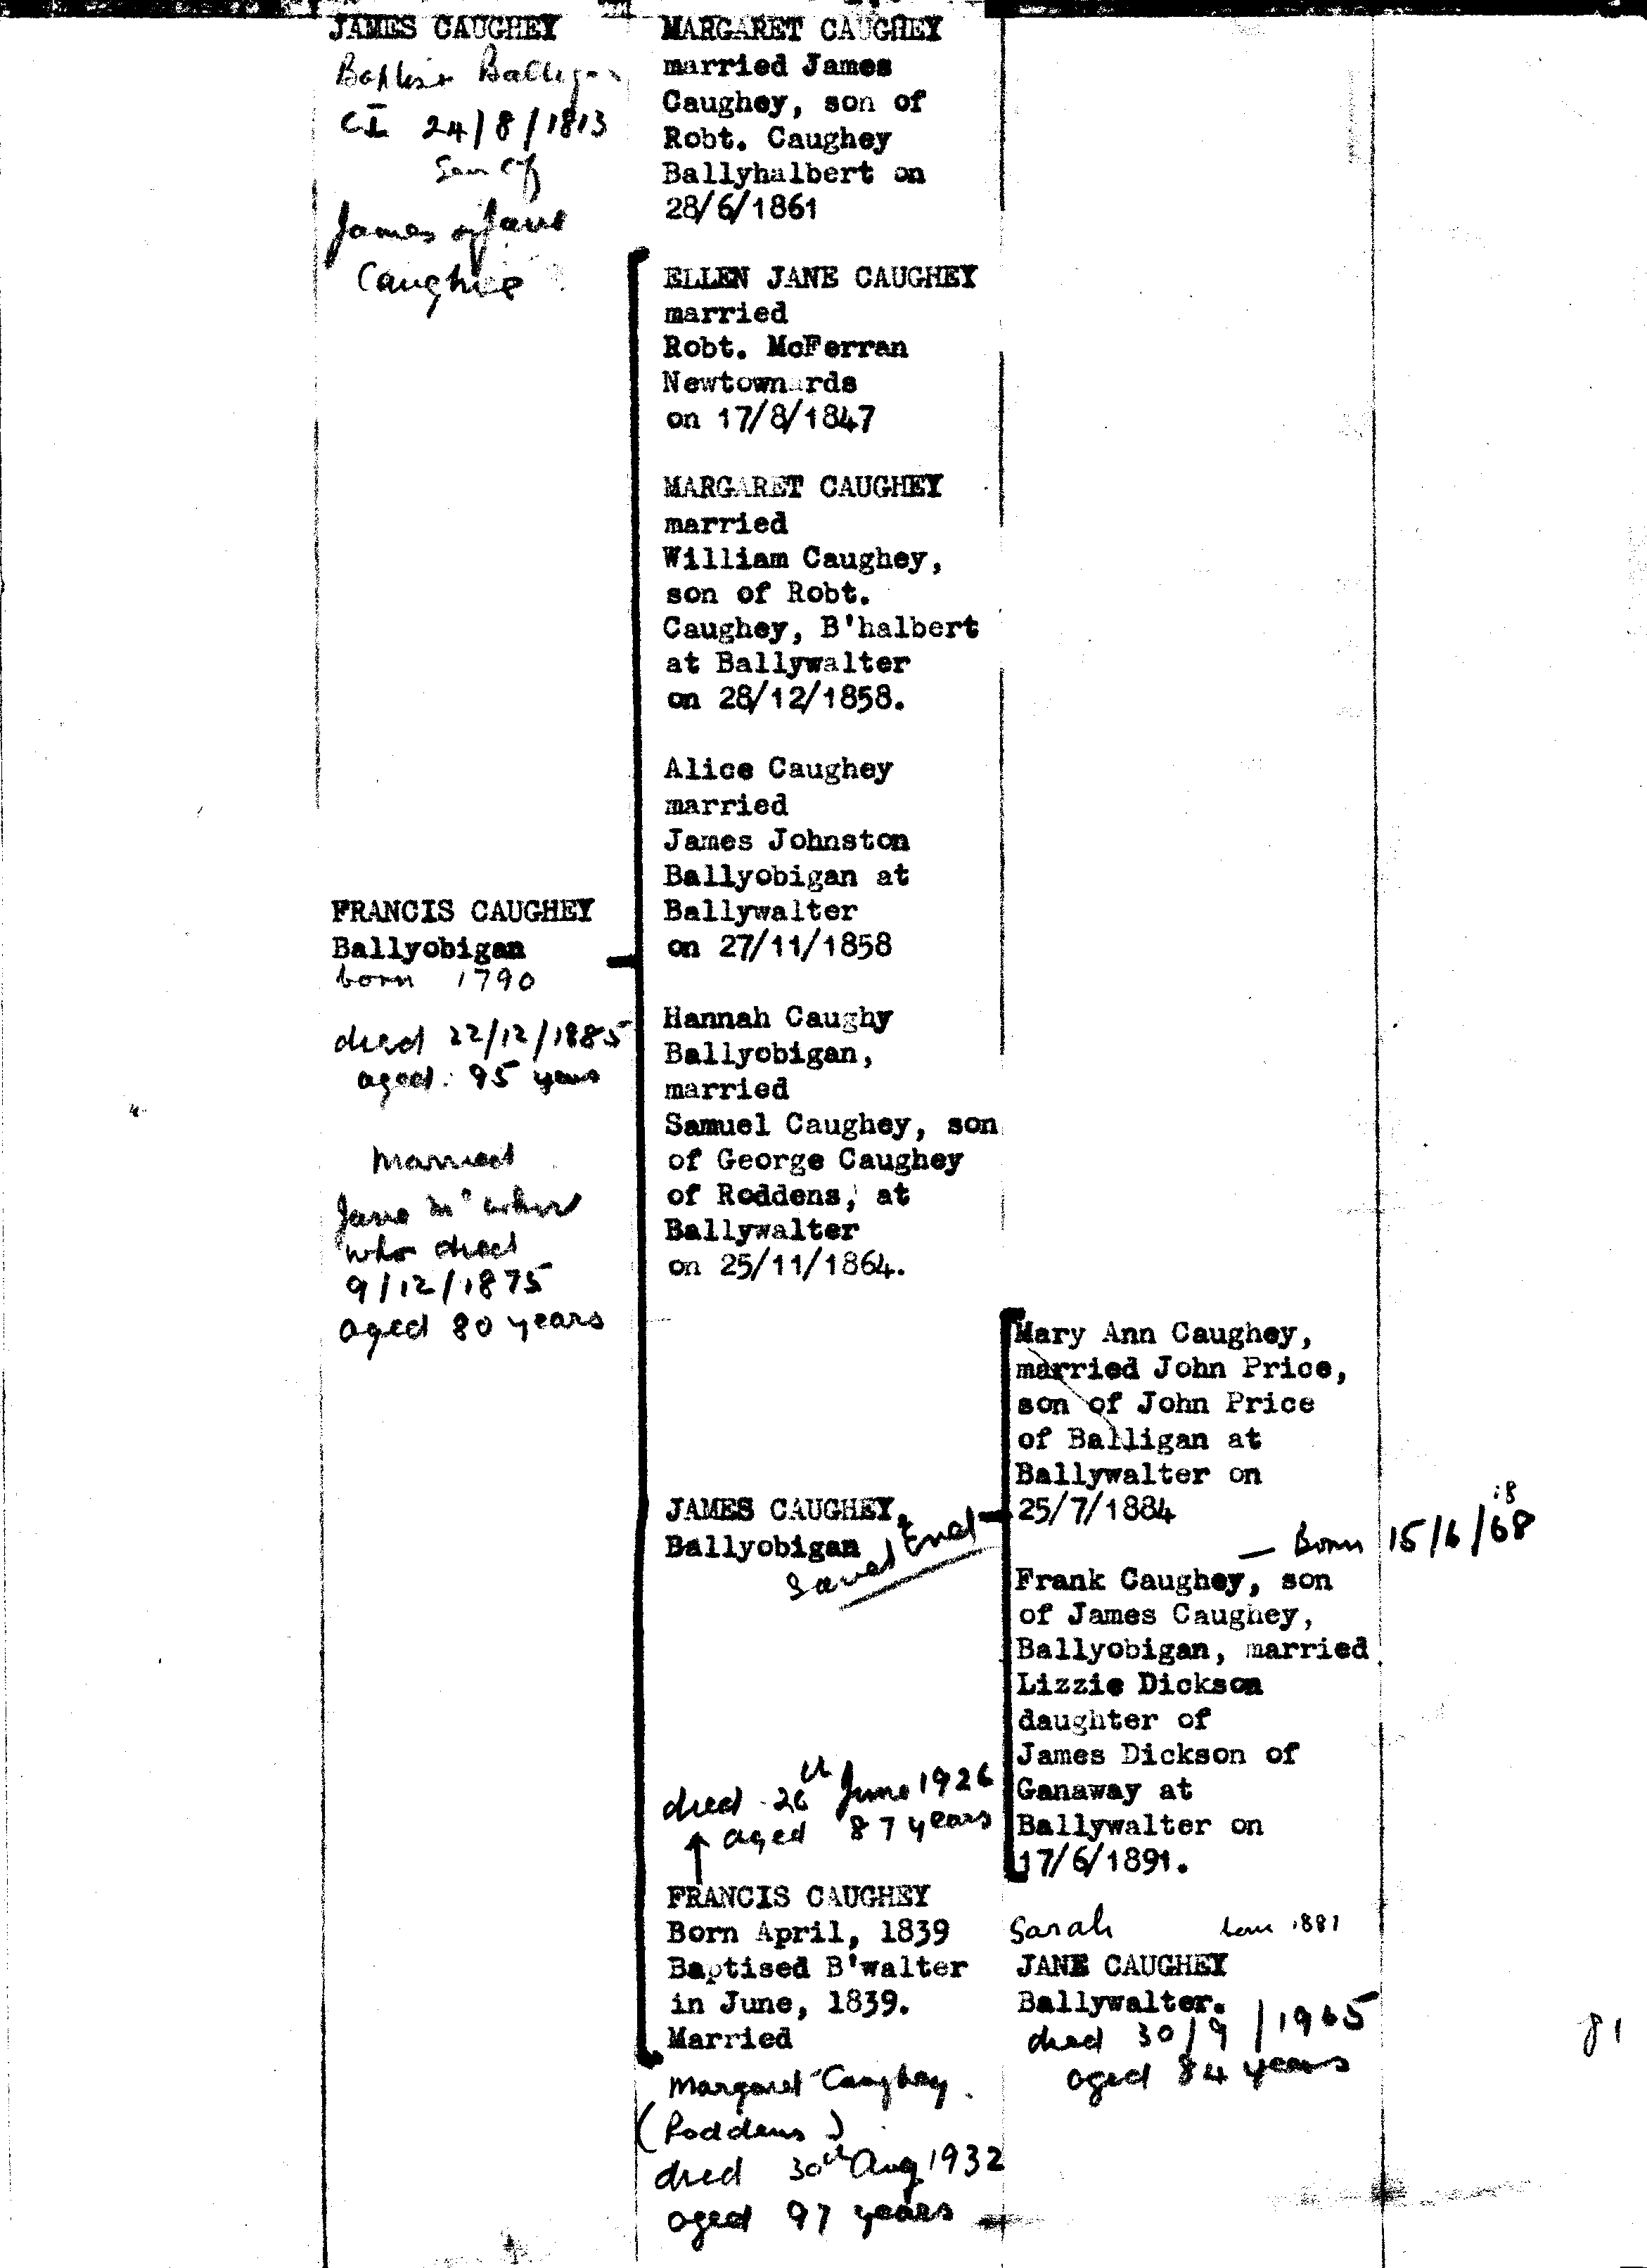 JAMES CAUGHEY
Balligan
CI 24/8/1813
Son of
James & Jane
Caughie
FRANCIS CAUGHEY
Ballyobigan
born 1790
died 22/12/1885
aged 95 years
Married
Jane
who died
9/12/1875
aged 80 years
MARGARET CAUGHEY
married James
Caughey, son of
Robt. Caughey
Ballyhalbert on
28/6/1861
ELLEN JANE CAUGHEY
married
Robt. McFerran
Newtownards
on 17/8/1847
MARGARET CAUGHEY
married
William Caughey,
son of Robt.
Caughey, B'halbert
at Ballywalter
on 28/12/1858.
Alice Caughey
married
James Johnston
Ballyobigan at
Ballywalter
on 27/11/1858
Hannah Caughy
Ballyobigan,
married
Samuel Caughey, son
of George Caughey
of Roddens, at
Ballywalter
on 25/11/1864.
JAMES CAUGHEY,
Ballyobigan
End
died 26th June 1926
aged 87 years
FRANCIS CAUGHEY
Born April, 1839
Baptised B'walter
in June, 1839.
Married
Margaret Caughey
(Roddens)
died 30th Aug 1932
aged 97 years
Mary Ann Caughey,
married John Price,
son of John Price
of Balligan at
Ballywalter on
25/7/1884
— Born 15/6/68
18
Frank Caughey, son
of James Caughey,
Ballyobigan, married
Lizzie Dickson
daughter of
James Dickson of
Ganaway at
Ballywalter on
17/6/1891.
Sarah born 1881
JANE CAUGHEY
Ballywalter.
died 30/9/1965
aged 84 years
81